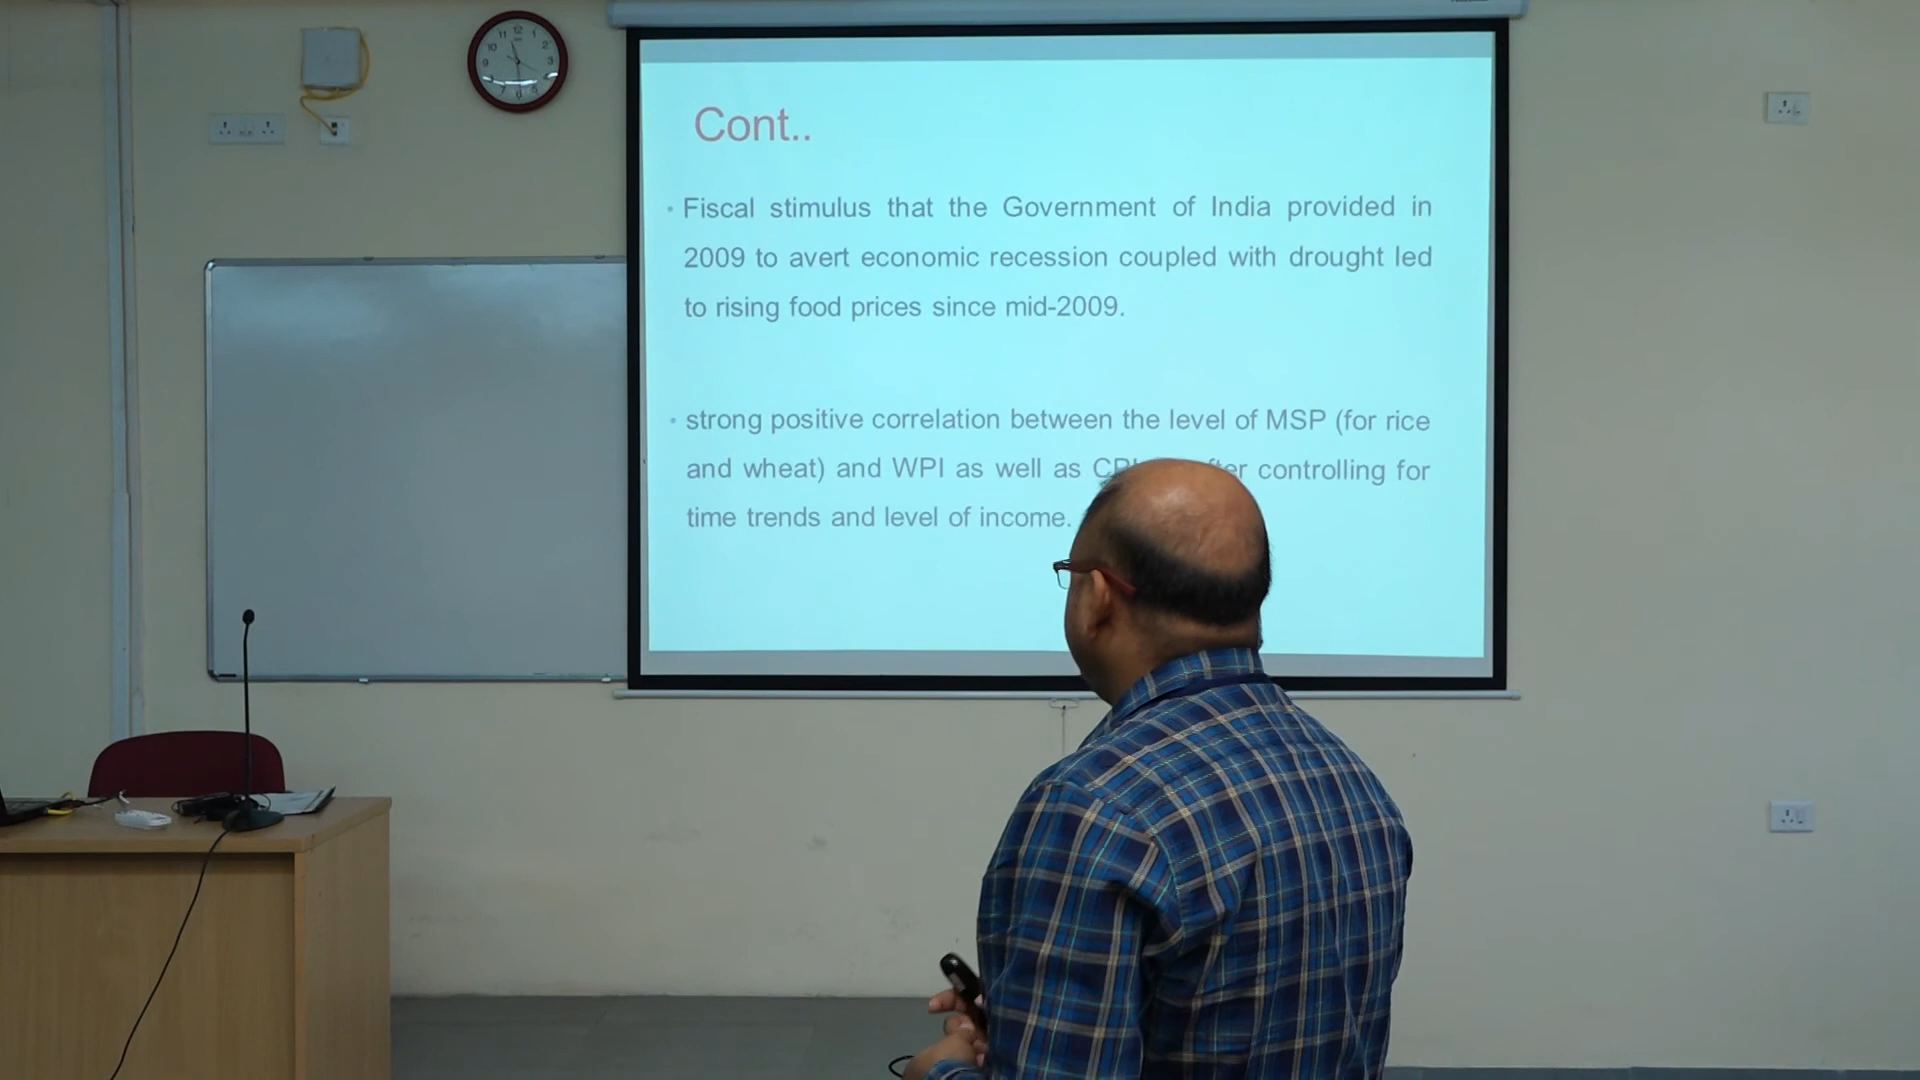 Cont..
• Fiscal stimulus that the Government of India provided in
2009 to avert economic recession coupled with drought led
to rising food prices since mid-2009.
• strong positive correlation between the level of MSP (for rice
and wheat) and WPI as well as controlling for
time trends and level of income.